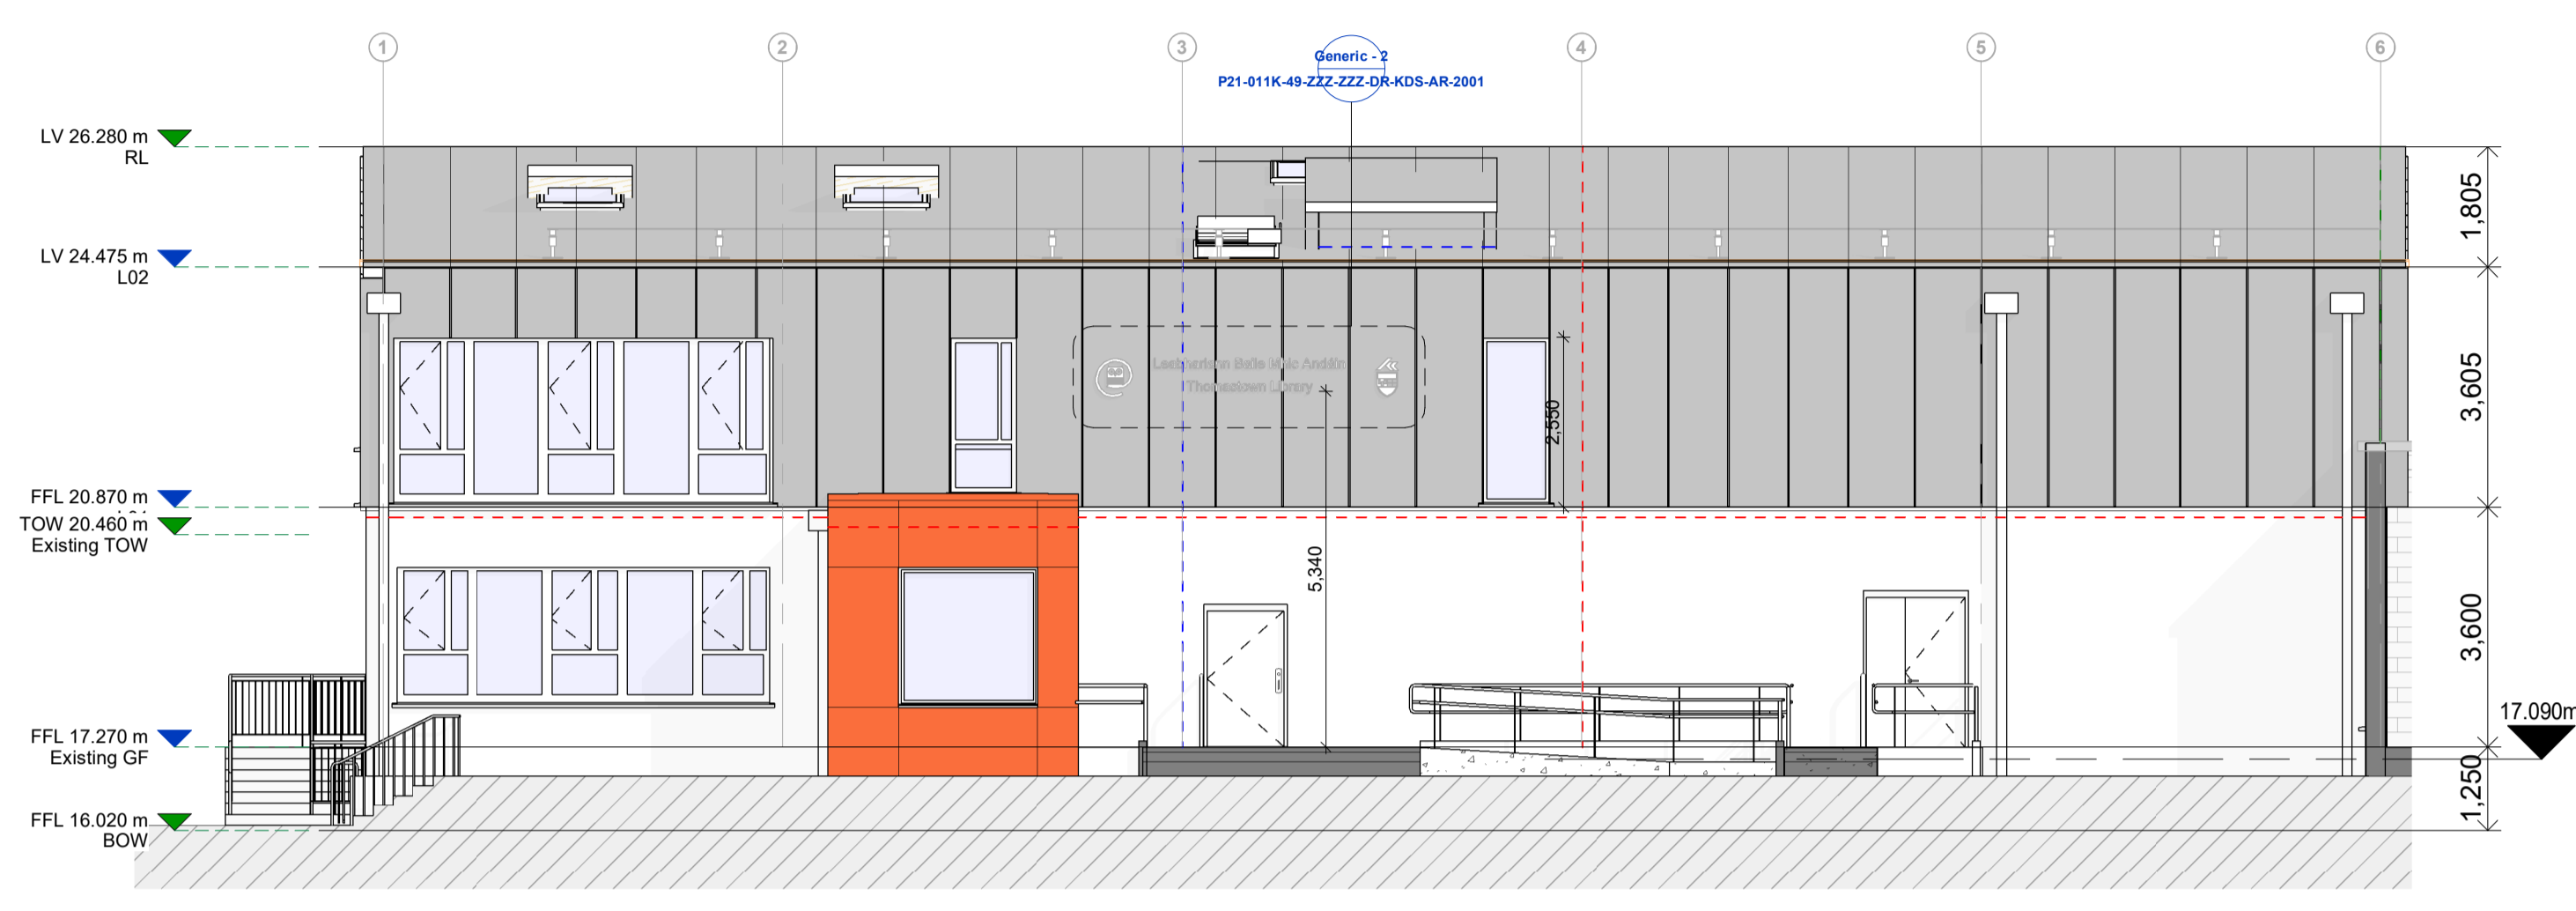 1
2
3
4
5
6
Generic - 2
P21-011K-49-ZZZ-ZZZ-DR-KDS-AR-2001
LV 26.280 m
RL
1,805
LV 24.475 m
L02
3,605
Thomastown Library
2,550
FFL 20.870 m
TOW 20.460 m
Existing TOW
5,340
3,600
FFL 17.270 m
Existing GF
17.090m
1,250
FFL 16.020 m
BOW